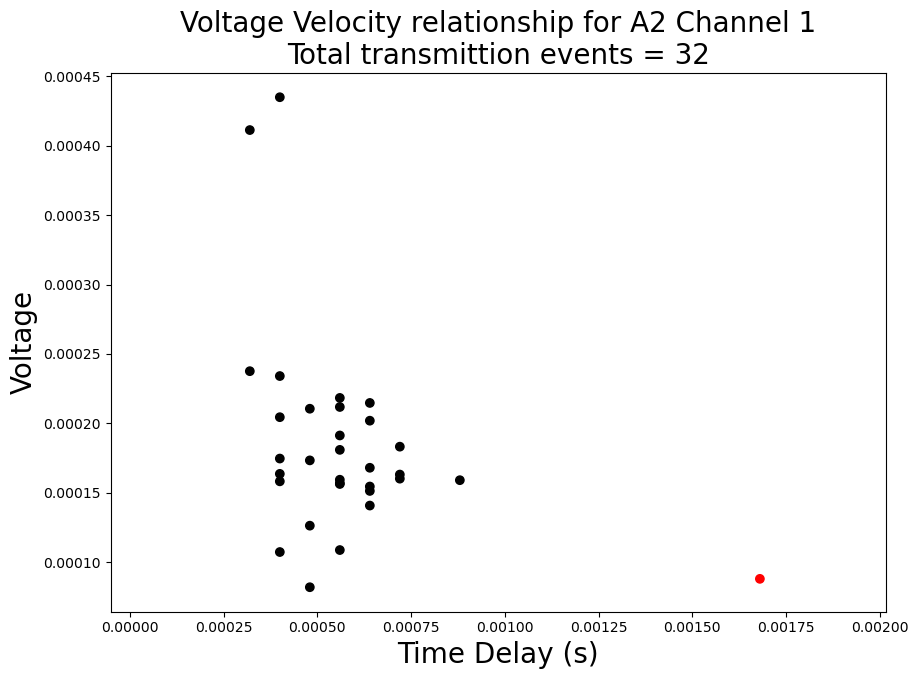 Voltage Velocity relationship for A2 Channel 1
Total transmittion events = 32
0.00045
0.00040
0.00035
0.00030
0.00025
0.00020
0.00015
0.00010
Voltage
0.00000 0.00025 0.00050 0.00075 0.00100 0.00125 0.00150 0.00175 0.00200
Time Delay (s)